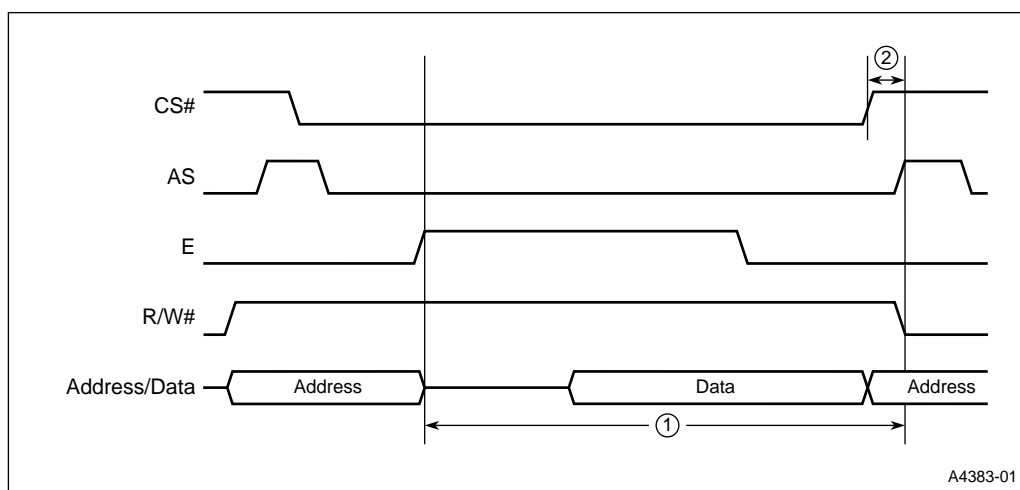 ②
CS#
AS
E
R/W#
Address/Data Address Data Address
①
A4383-01